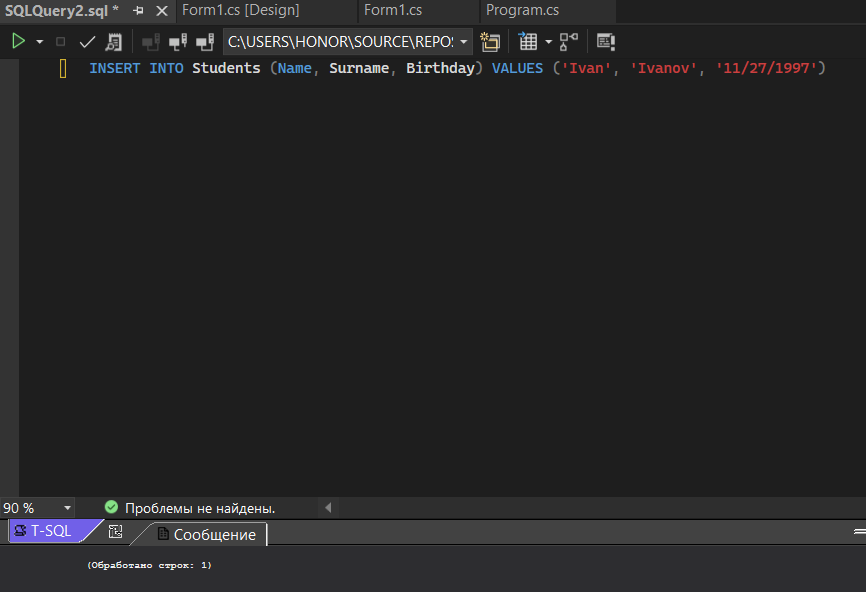 SQLQuery2.sql * Form1.cs [Design] Form1.cs Program.cs
C:\USERS\HONOR\SOURCE\REPOS
INSERT INTO Students (Name, Surname, Birthday) VALUES ('Ivan', 'Ivanov', '11/27/1997')
90 % Проблемы не найдены.
T-SQL Сообщение
(Обработано строк: 1)